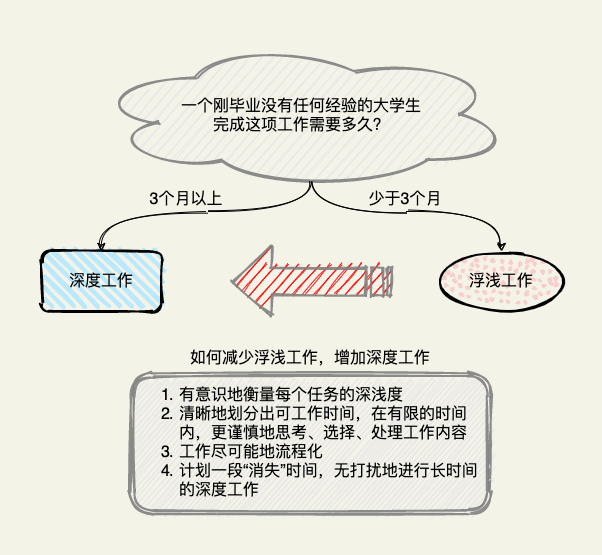 一个刚毕业没有任何经验的大学生
完成这项工作需要多久？
3个月以上
少于3个月
深度工作
浮浅工作
如何减少浮浅工作，增加深度工作
1. 有意识地衡量每个任务的深浅度
2. 清晰地划分出可工作时间，在有限的时间
内，更谨慎地思考、选择、处理工作内容
3. 工作尽可能地流程化
4. 计划一段“消失”时间，无打扰地进行长时间
的深度工作